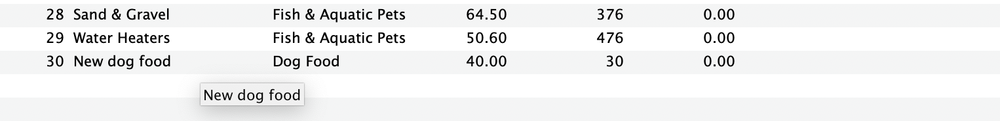 28 Sand & Gravel Fish & Aquatic Pets 64.50 376 0.00
29 Water Heaters Fish & Aquatic Pets 50.60 476 0.00
30 New dog food Dog Food 40.00 30 0.00
New dog food